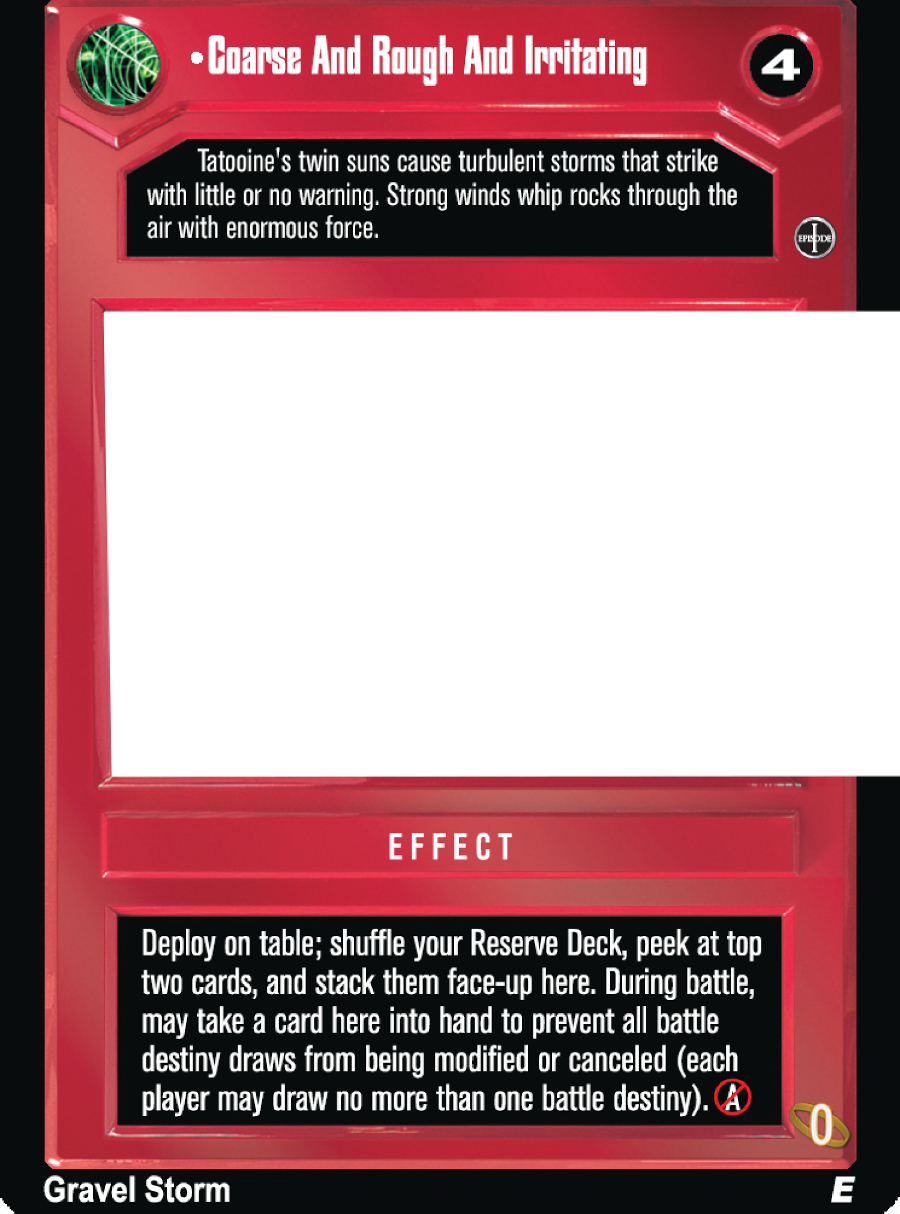 •Coarse And Rough And Irritating
4
Tatooine's twin suns cause turbulent storms that strike
with little or no warning. Strong winds whip rocks through the
air with enormous force.
EPISODE
I
EFFECT
Deploy on table; shuffle your Reserve Deck, peek at top
two cards, and stack them face-up here. During battle,
may take a card here into hand to prevent all battle
destiny draws from being modified or canceled (each
player may draw no more than one battle destiny). A
0
Gravel Storm
E